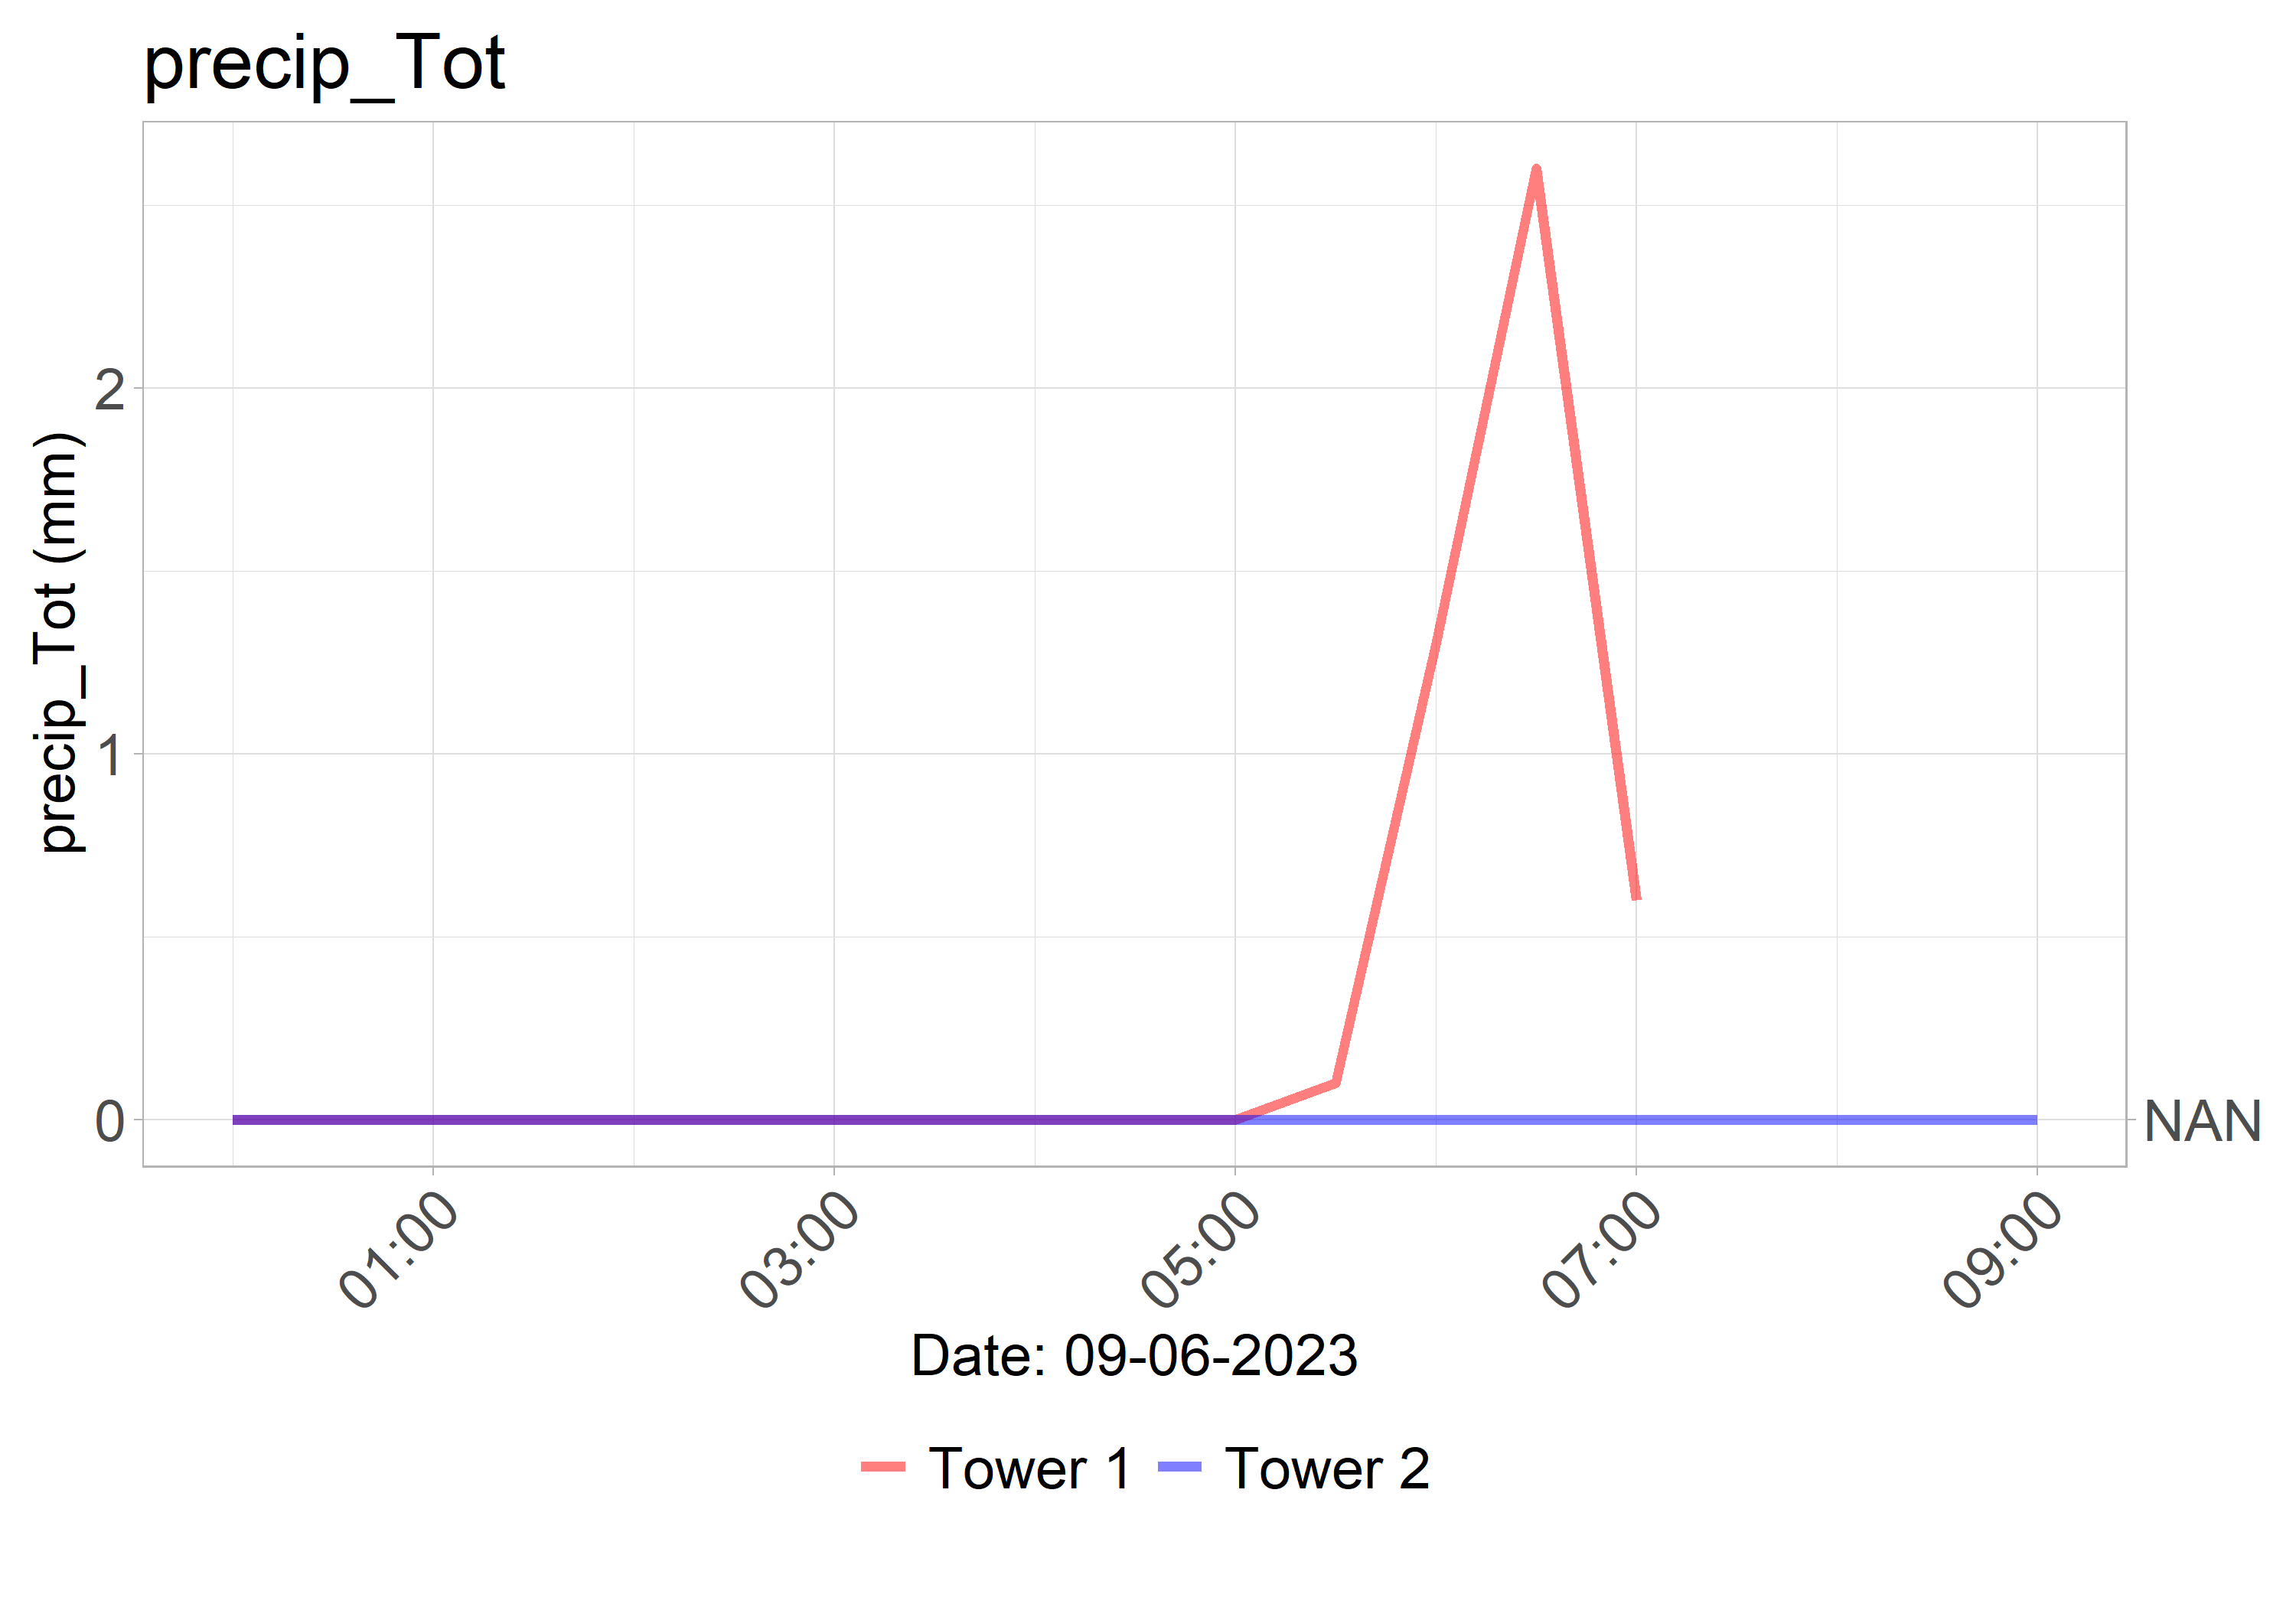 precip_Tot
precip_Tot (mm)
2
1
0
NAN
01:00
03:00
05:00
07:00
09:00
Date: 09-06-2023
Tower 1
Tower 2